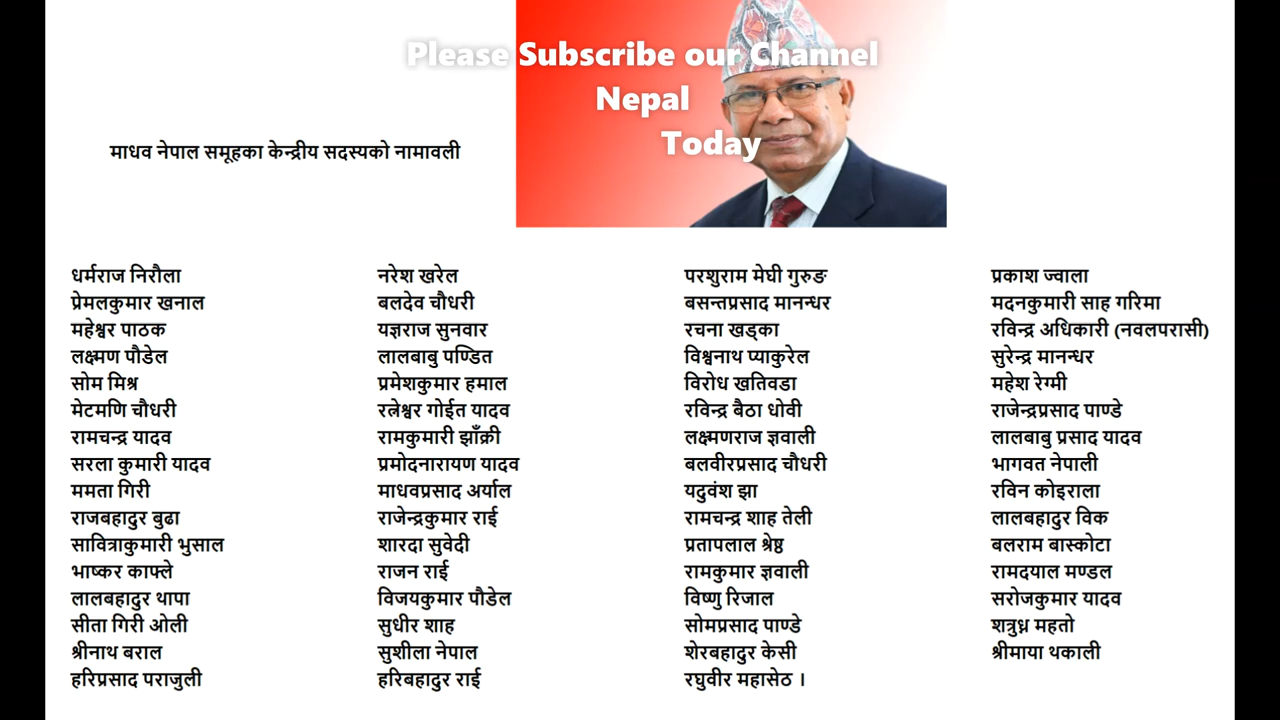 Please Subscribe our Channel
Nepal
Today
माधव नेपाल समूहका केन्द्रीय सदस्यको नामावली
धर्मराज निरौला
प्रेमलकुमार खनाल
महेश्वर पाठक
लक्ष्मण पौडेल
सोम मिश्र
मेटमणि चौधरी
रामचन्द्र यादव
सरला कुमारी यादव
ममता गिरी
राजबहादुर बुढा
सावित्राकुमारी भुसाल
भाष्कर काफ्ले
लालबहादुर थापा
सीता गिरी ओली
श्रीनाथ बराल
हरिप्रसाद पराजुली
नरेश खरेल
बलदेव चौधरी
यज्ञराज सुनवार
लालबाबु पण्डित
प्रमेशकुमार हमाल
रत्नेश्वर गोईत यादव
रामकुमारी झाँक्री
प्रमोदनारायण यादव
माधवप्रसाद अर्याल
राजेन्द्रकुमार राई
शारदा सुवेदी
राजन राई
विजयकुमार पौडेल
सुधीर शाह
सुशीला नेपाल
हरिबहादुर राई
परशुराम मेघी गुरुङ
बसन्तप्रसाद मानन्धर
रचना खड्का
विश्वनाथ प्याकुरेल
विरोध खतिवडा
रविन्द्र बैठा धोवी
लक्ष्मणराज ज्ञवाली
बलवीरप्रसाद चौधरी
यदुवंश झा
रामचन्द्र शाह तेली
प्रतापलाल श्रेष्ठ
रामकुमार ज्ञवाली
विष्णु रिजाल
सोमप्रसाद पाण्डे
शेरबहादुर केसी
रघुवीर महासेठ ।
प्रकाश ज्वाला
मदनकुमारी साह गरिमा
रविन्द्र अधिकारी (नवलपरासी)
सुरेन्द्र मानन्धर
महेश रेग्मी
राजेन्द्रप्रसाद पाण्डे
लालबाबु प्रसाद यादव
भागवत नेपाली
रविन कोइराला
लालबहादुर विक
बलराम बास्कोटा
रामदयाल मण्डल
सरोजकुमार यादव
शत्रुध्न महतो
श्रीमाया थकाली